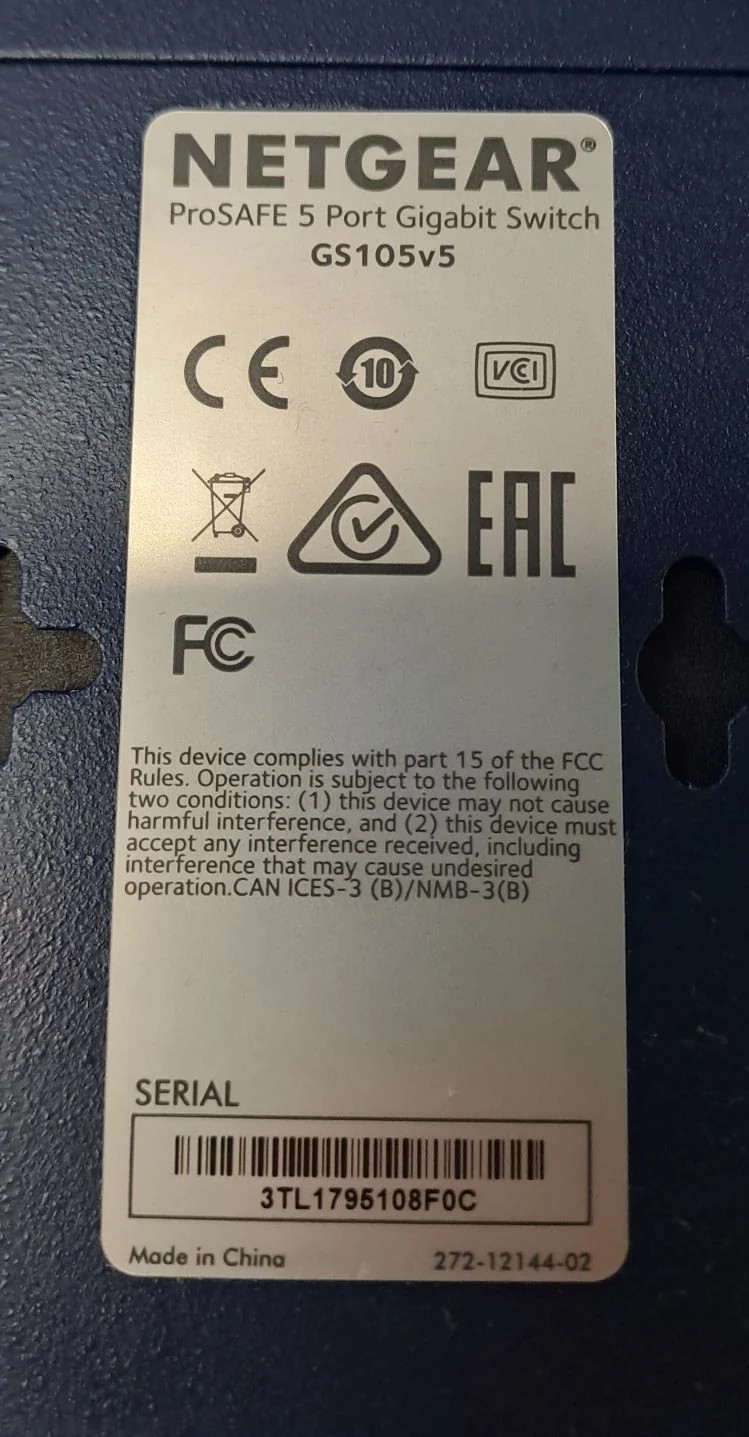 NETGEAR®
ProSAFE 5 Port Gigabit Switch
GS105v5
CE 10 VCCI
EAC
FC
This device complies with part 15 of the FCC
Rules. Operation is subject to the following
two conditions: (1) this device may not cause
harmful interference, and (2) this device must
accept any interference received, including
interference that may cause undesired
operation.CAN ICES-3 (B)/NMB-3(B)
SERIAL
3TL1795108F0C
Made in China 272-12144-02